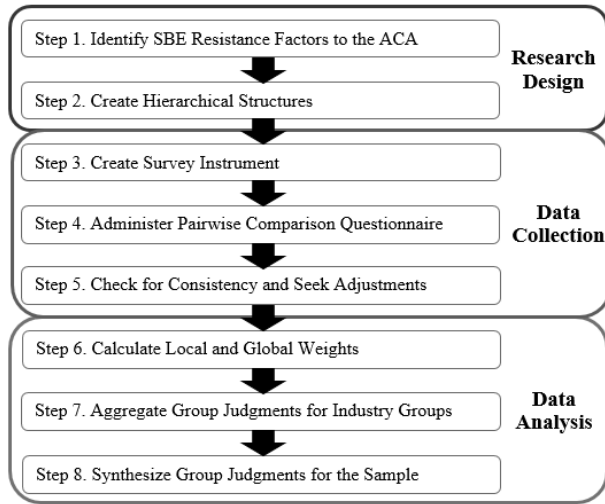 Step 1. Identify SBE Resistance Factors to the ACA
Step 2. Create Hierarchical Structures
Research
Design
Step 3. Create Survey Instrument
Step 4. Administer Pairwise Comparison Questionnaire
Step 5. Check for Consistency and Seek Adjustments
Data
Collection
Step 6. Calculate Local and Global Weights
Step 7. Aggregate Group Judgments for Industry Groups
Step 8. Synthesize Group Judgments for the Sample
Data
Analysis